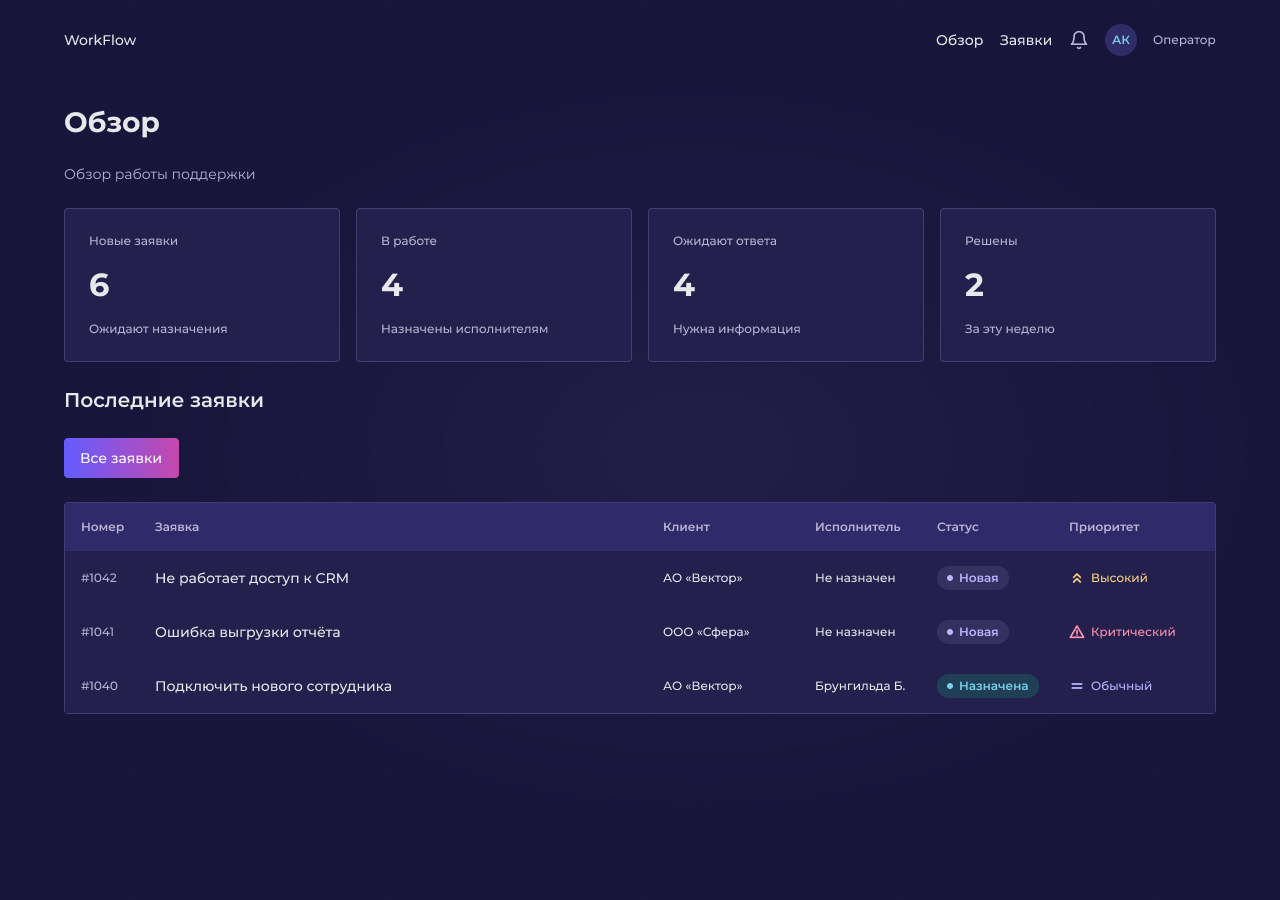 WorkFlow Обзор Заявки АК Оператор
Обзор
Обзор работы поддержки
Новые заявки В работе Ожидают ответа Решены
6 4 4 2
Ожидают назначения Назначены исполнителям Нужна информация За эту неделю
Последние заявки
Все заявки
Номер Заявка Клиент Исполнитель Статус Приоритет
#1042 Не работает доступ к CRM АО «Вектор» Не назначен Новая Высокий
#1041 Ошибка выгрузки отчёта ООО «Сфера» Не назначен Новая Критический
#1040 Подключить нового сотрудника АО «Вектор» Брунгильда Б. Назначена Обычный